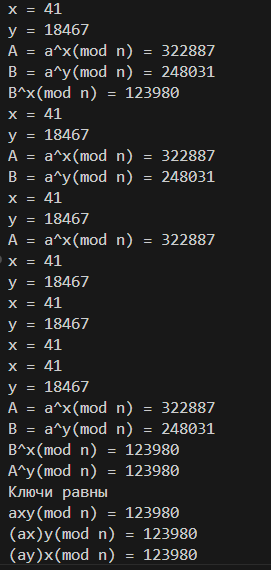 x = 41
y = 18467
A = a^x(mod n) = 322887
B = a^y(mod n) = 248031
B^x(mod n) = 123980
x = 41
y = 18467
A = a^x(mod n) = 322887
B = a^y(mod n) = 248031
x = 41
y = 18467
A = a^x(mod n) = 322887
x = 41
y = 18467
x = 41
y = 18467
x = 41
x = 41
y = 18467
A = a^x(mod n) = 322887
B = a^y(mod n) = 248031
B^x(mod n) = 123980
A^y(mod n) = 123980
Ключи равны
axy(mod n) = 123980
(ax)y(mod n) = 123980
(ay)x(mod n) = 123980